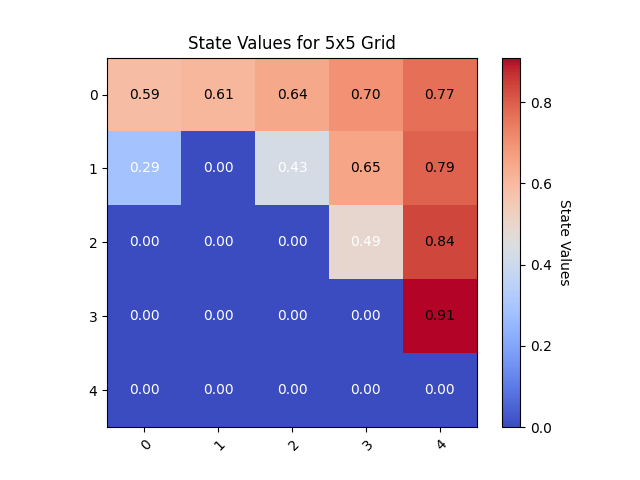 State Values for 5x5 Grid
0 0.59 0.61 0.64 0.70 0.77
1 0.29 0.00 0.43 0.65 0.79
2 0.00 0.00 0.00 0.49 0.84
3 0.00 0.00 0.00 0.00 0.91
4 0.00 0.00 0.00 0.00 0.00
0 1 2 3 4
0.8
0.6
0.4
0.2
0.0
State Values